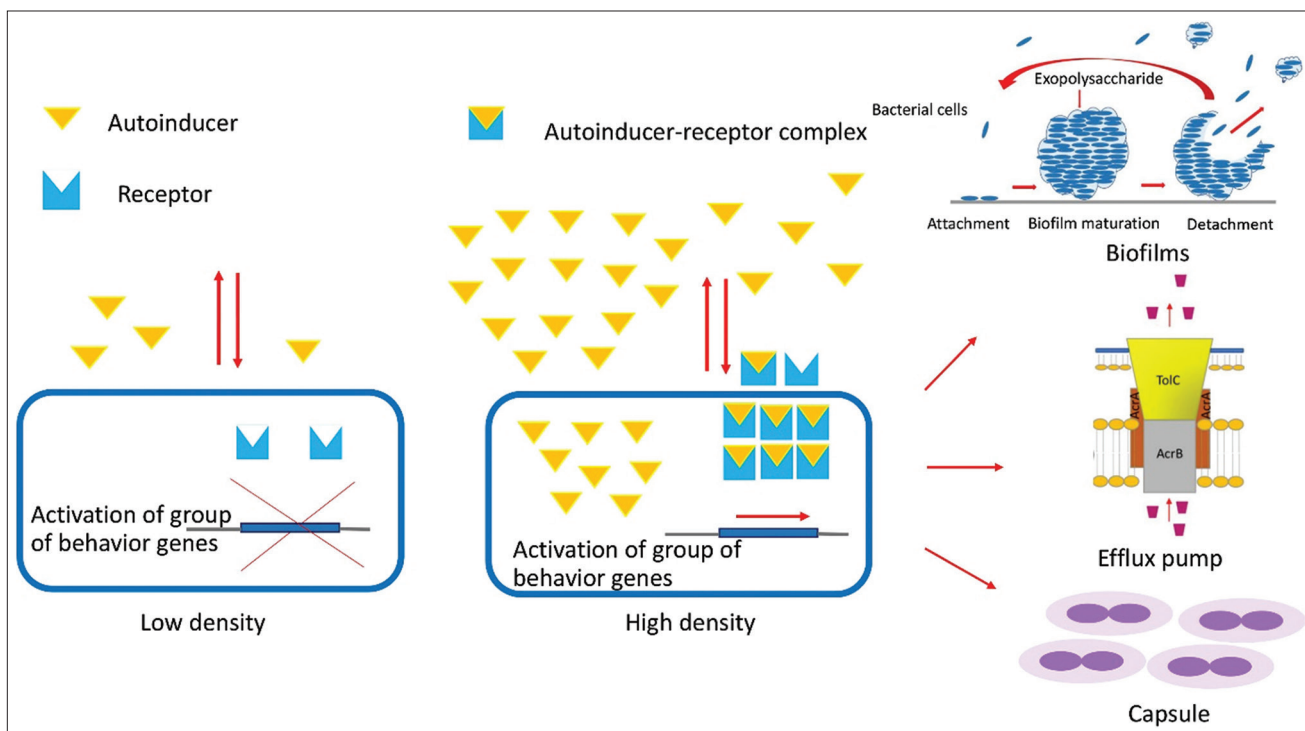 Autoinducer
Receptor
Activation of group
of behavior genes
Low density
Autoinducer-receptor complex
Activation of group of
behavior genes
High density
Exopolysaccharide
Bacterial cells
Attachment
Biofilm maturation
Detachment
Biofilms
TolC
AcrA
AcrA
AcrB
Efflux pump
Capsule